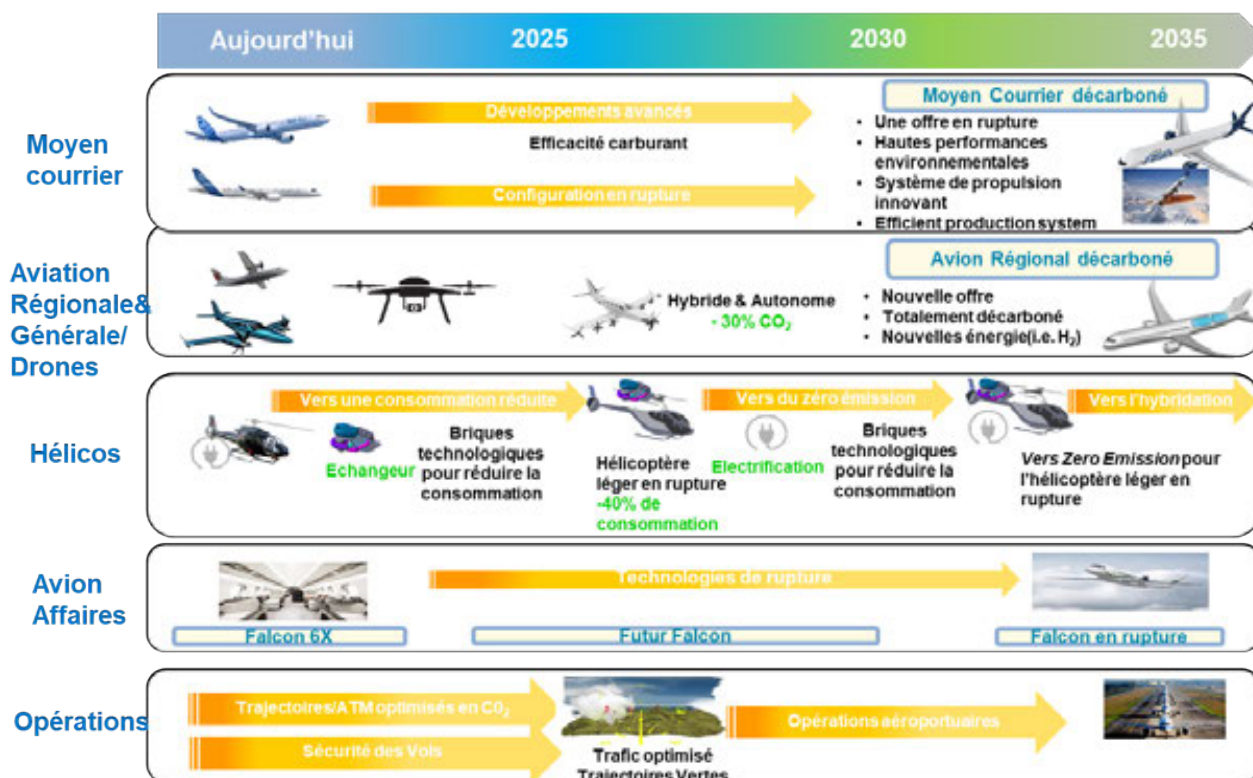 Aujourd'hui
2025
2030
2035
Moyen
courrier
Développements avancés
Efficacité carburant
Configuration en rupture
Moyen Courrier décarboné
• Une offre en rupture
• Hautes performances
environnementales
• Système de propulsion
innovant
• Efficient production system
Aviation
Régionale&
Générale/
Drones
Hybride & Autonome
- 30% CO₂
Avion Régional décarboné
• Nouvelle offre
• Totalement décarboné
• Nouvelles énergie(i.e. H₂)
Hélicos
Vers une consommation réduite
Echangeur
Briques
technologiques
pour réduire la
consommation
Hélicoptère
léger en rupture
-40% de
consommation
Vers du zéro émission
Electrification
Briques
technologiques
pour réduire la
consommation
Vers l'hybridation
Vers Zero Emission pour
l'hélicoptère léger en
rupture
Avion
Affaires
Technologies de rupture
Falcon 6X
Futur Falcon
Falcon en rupture
Opérations
Trajectoires/ATM optimisés en C0₂
Sécurité des Vols
Trafic optimisé
Trajectoires Vertes
Opérations aéroportuaires